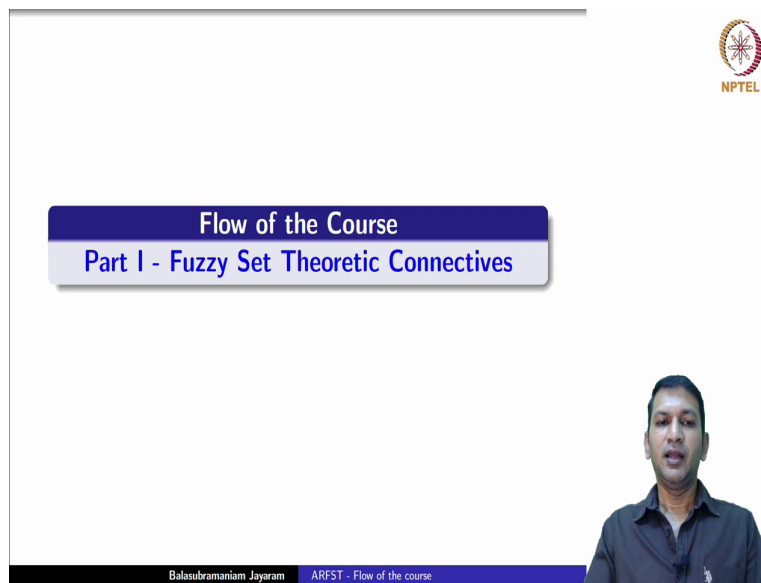 NPTEL
Flow of the Course
Part I - Fuzzy Set Theoretic Connectives
Balasubramaniam Jayaram ARFST - Flow of the course